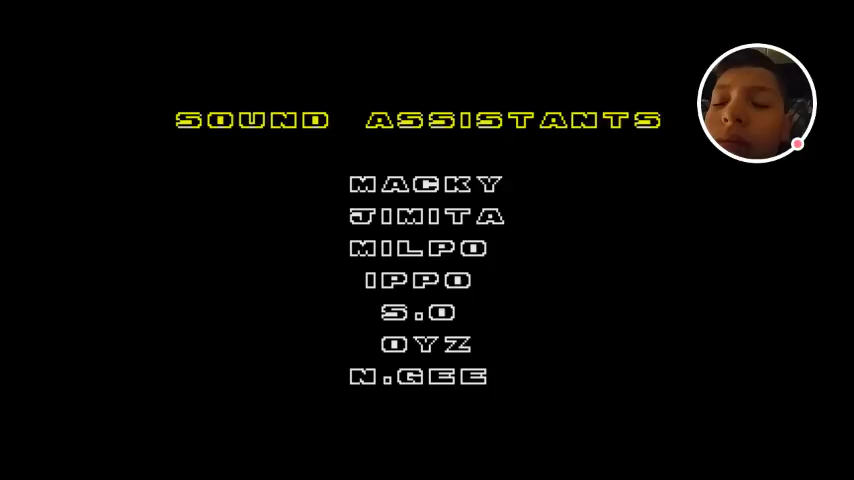 SOUND ASSISTANTS
MACKY
JIMITA
MILPO
IPPO
S.O
OYZ
N.GEE